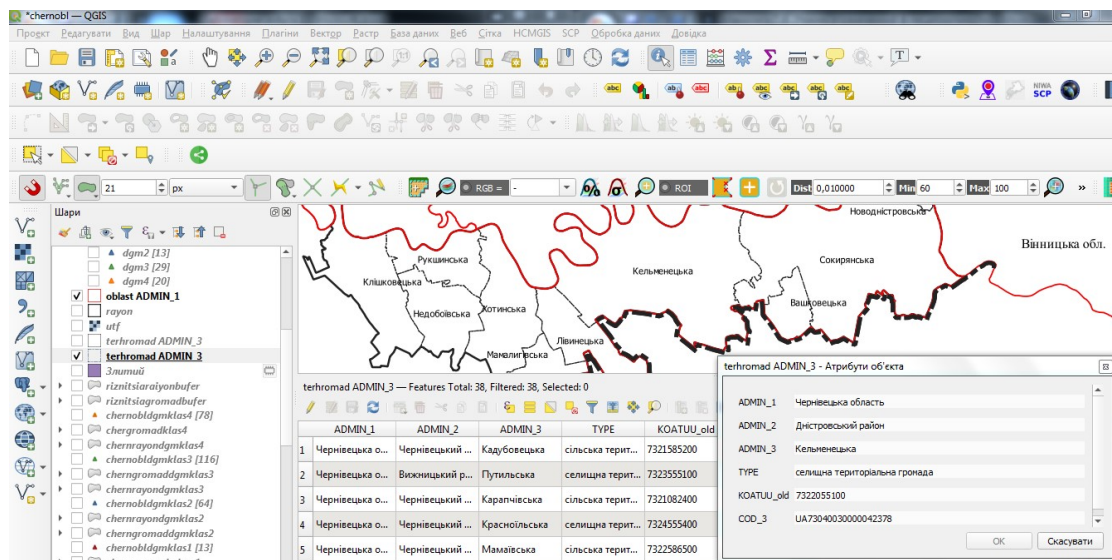 *chernobl — QGIS
Проєкт Редагувати Вид Шар Налаштування Плагіни Вектор Растр База даних Веб Сітка HCMGIS SCP Обробка даних Довідка
NIWA SCP
21 px RGB = - ROI Dist 0,010000 Min 60 Max 100 »
Шари
dgm2 [13]
dgm3 [29]
dgm4 [20]
oblast ADMIN_1
rayon
utf
terhromad ADMIN_3
terhromad ADMIN_3
Злитий
riznitsiaraiyonbufer
riznitsiagromadbufer
chernobldgmklas4 [78]
chergromadklas4
chernrayondgmklas4
chernobldgmklas3 [116]
cherngromaddgmklas3
chernrayondgmklas3
chernobldgmklas2 [64]
chernrayondgmklas2
cherngromaddgmklas2
chernobldgmklas1 [13]
Новодністровська
Вінницька обл.
Рукшинська
Кельменецька
Сокирянська
Клішковецька
Недобоївська
Хотинська
Вашковецька
Лівинецька
Мамалигівська
terhromad ADMIN_3 — Features Total: 38, Filtered: 38, Selected: 0
ADMIN_1 ADMIN_2 ADMIN_3 TYPE KOATUU_old
1 Чернівецька о... Чернівецький ... Кадубовецька сільська терит... 7321585200
2 Чернівецька о... Вижницький р... Путильська селищна терит... 7323555100
3 Чернівецька о... Чернівецький ... Карапчівська сільська терит... 7321082400
4 Чернівецька о... Чернівецький ... Красноїльська селищна терит... 7324555400
5 Чернівецька о... Чернівецький ... Мамаївська сільська терит... 7322586500
terhromad ADMIN_3 - Атрибути об'єкта
ADMIN_1 Чернівецька область
ADMIN_2 Дністровський район
ADMIN_3 Кельменецька
TYPE селищна територіальна громада
KOATUU_old 7322055100
COD_3 UA73040030000042378
OK Скасувати